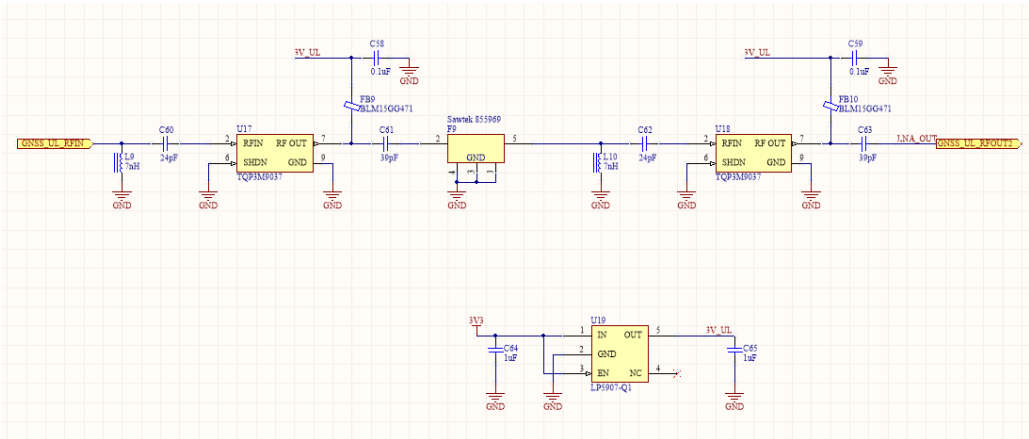 C58
3V_UL
0.1uF
GND
FB9
BLM15GG471
C59
3V_UL
0.1uF
GND
FB10
BLM15GG471
Sawtek 855969
GNSS_UL_RFIN
C60
24pF
L9
7nH
GND
U17
2 RFIN RF OUT 7
6 SHDN GND 9
TQP3M9037
GND
GND
C61
39pF
F9
2 5
GND
4 3 1
GND
L10
7nH
GND
C62
24pF
U18
2 RFIN RF OUT 7
6 SHDN GND 9
TQP3M9037
GND
GND
C63
39pF
LNA_OUT
GNSS_UL_RFOUT2
3V3
U19
1 IN OUT 5
2 GND
3 EN NC 4
LP5907-Q1
3V_UL
C64
1uF
GND
GND
C65
1uF
GND